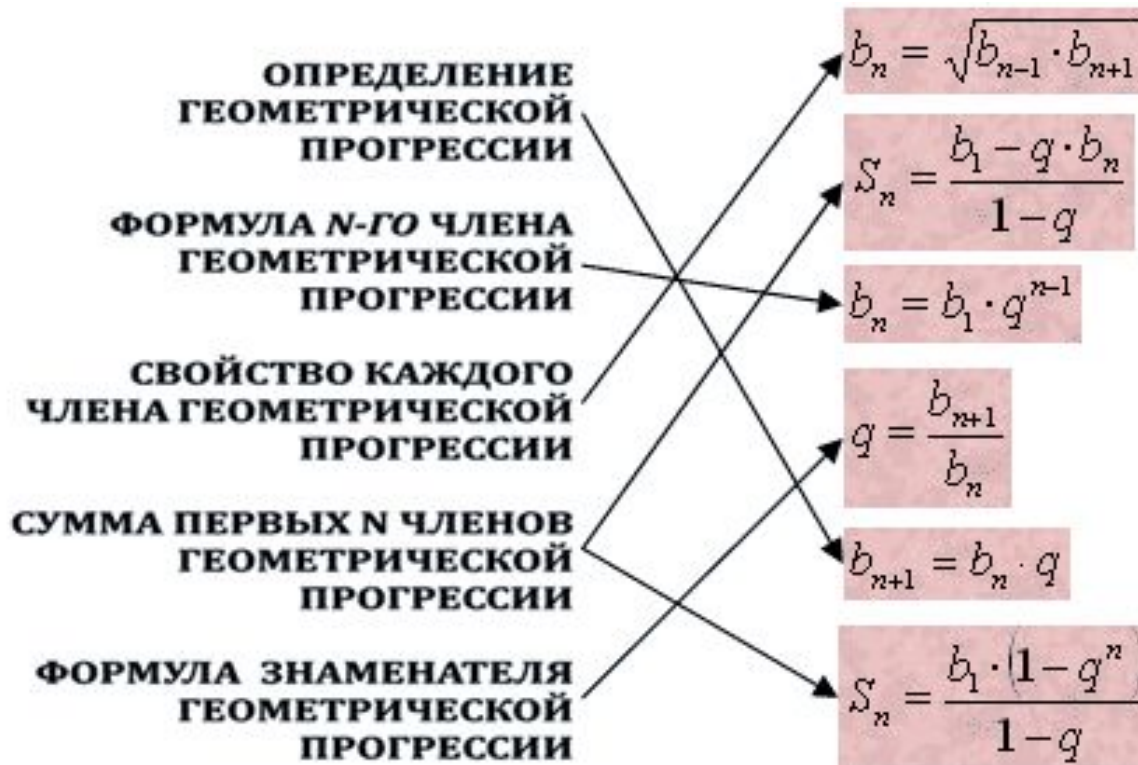 ОПРЕДЕЛЕНИЕ
ГЕОМЕТРИЧЕСКОЙ
ПРОГРЕССИИ
ФОРМУЛА N-ГО ЧЛЕНА
ГЕОМЕТРИЧЕСКОЙ
ПРОГРЕССИИ
СВОЙСТВО КАЖДОГО
ЧЛЕНА ГЕОМЕТРИЧЕСКОЙ
ПРОГРЕССИИ
СУММА ПЕРВЫХ N ЧЛЕНОВ
ГЕОМЕТРИЧЕСКОЙ
ПРОГРЕССИИ
ФОРМУЛА ЗНАМЕНАТЕЛЯ
ГЕОМЕТРИЧЕСКОЙ
ПРОГРЕССИИ
b_n = √(b_{n-1} · b_{n+1})
S_n = (b_1 - q · b_n) / (1 - q)
b_n = b_1 · q^{n-1}
q = b_{n+1} / b_n
b_{n+1} = b_n · q
S_n = b_1 · (1 - q^n) / (1 - q)